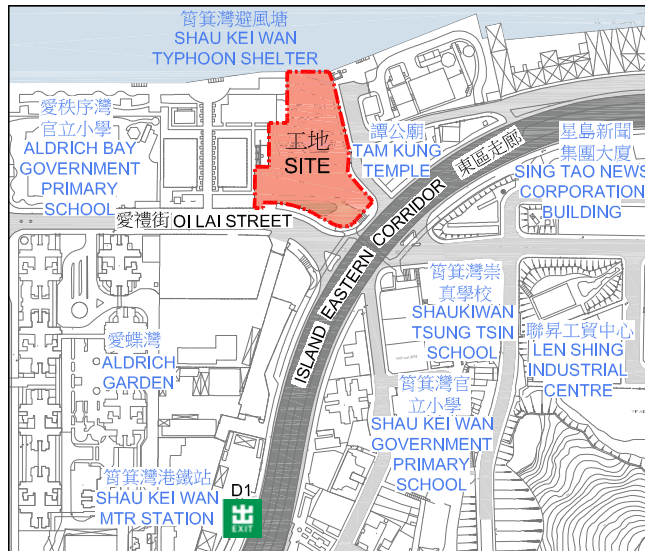 筲箕灣避風塘
SHAU KEI WAN
TYPHOON SHELTER
愛秩序灣
官立小學
ALDRICH BAY
GOVERNMENT
PRIMARY
SCHOOL
工地
SITE
譚公廟
TAM KUNG
TEMPLE
星島新聞
集團大廈
SING TAO NEWS
CORPORATION
BUILDING
愛禮街 OI LAI STREET
ISLAND EASTERN CORRIDOR 東區走廊
筲箕灣崇
真學校
SHAUKIWAN
TSUNG TSIN
SCHOOL
聯昇工貿中心
LEN SHING
INDUSTRIAL
CENTRE
愛蝶灣
ALDRICH
GARDEN
筲箕灣官
立小學
SHAU KEI WAN
GOVERNMENT
PRIMARY
SCHOOL
筲箕灣港鐵站
SHAU KEI WAN
MTR STATION
D1
出
EXIT